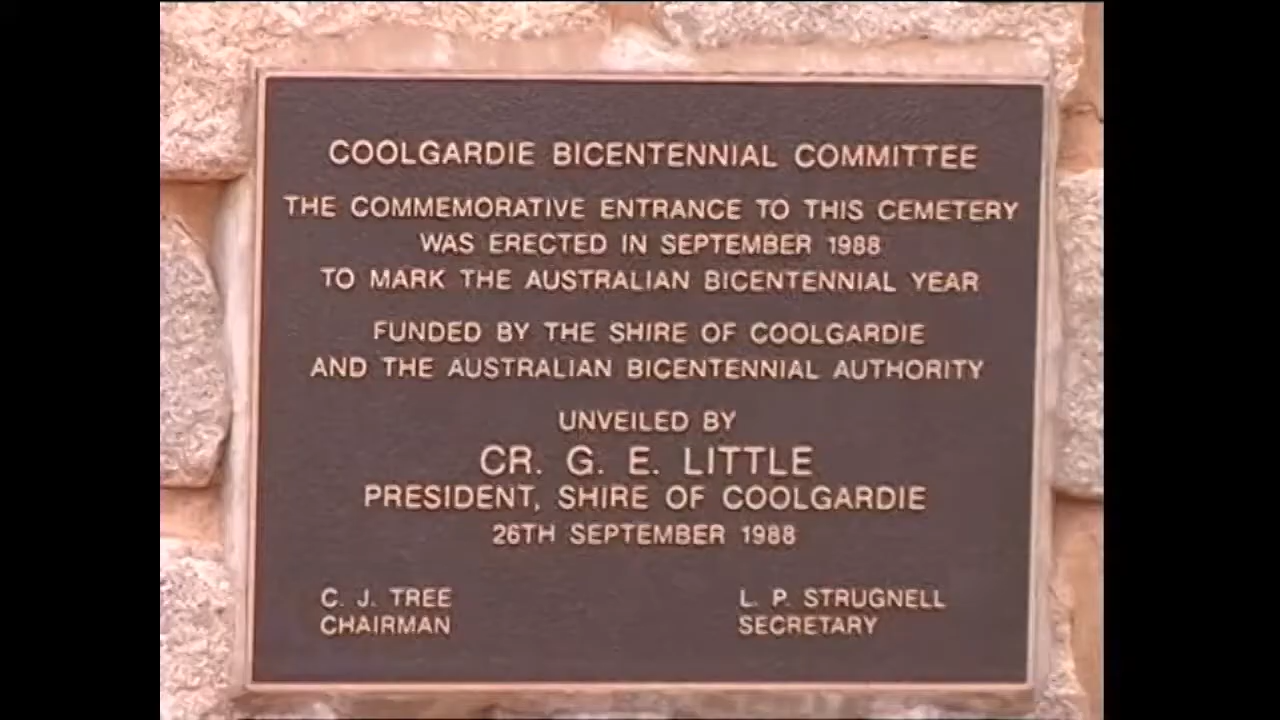 COOLGARDIE BICENTENNIAL COMMITTEE
THE COMMEMORATIVE ENTRANCE TO THIS CEMETERY
WAS ERECTED IN SEPTEMBER 1988
TO MARK THE AUSTRALIAN BICENTENNIAL YEAR
FUNDED BY THE SHIRE OF COOLGARDIE
AND THE AUSTRALIAN BICENTENNIAL AUTHORITY
UNVEILED BY
CR. G. E. LITTLE
PRESIDENT, SHIRE OF COOLGARDIE
26TH SEPTEMBER 1988
C. J. TREE
CHAIRMAN
L. P. STRUGNELL
SECRETARY